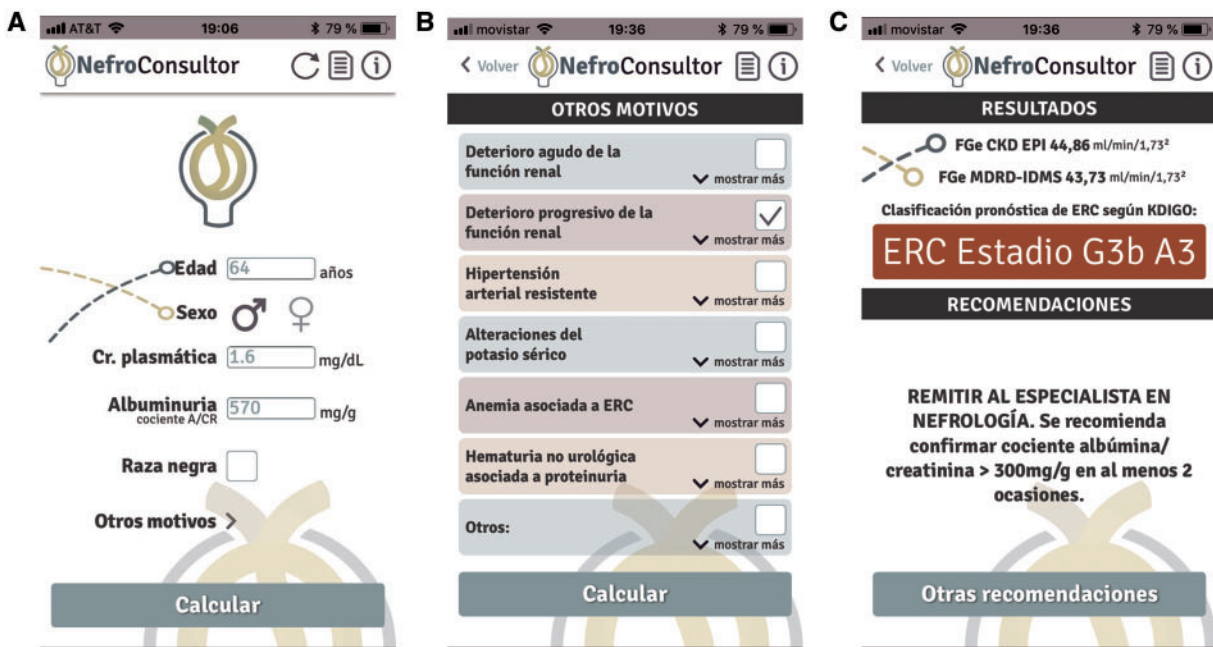 A
AT&T 19:06 79 %
NefroConsultor
Edad 64 años
Sexo
Cr. plasmática 1.6 mg/dL
Albuminuria 570 mg/g
cociente A/CR
Raza negra
Otros motivos
Calcular
B
movistar 19:36 79 %
Volver NefroConsultor
OTROS MOTIVOS
Deterioro agudo de la
función renal
mostrar más
Deterioro progresivo de la
función renal
mostrar más
Hipertensión
arterial resistente
mostrar más
Alteraciones del
potasio sérico
mostrar más
Anemia asociada a ERC
mostrar más
Hematuria no urológica
asociada a proteinuria
mostrar más
Otros:
mostrar más
Calcular
C
movistar 19:36 79 %
Volver NefroConsultor
RESULTADOS
FGe CKD EPI 44,86 ml/min/1,73²
FGe MDRD-IDMS 43,73 ml/min/1,73²
Clasificación pronóstica de ERC según KDIGO:
ERC Estadio G3b A3
RECOMENDACIONES
REMITIR AL ESPECIALISTA EN
NEFROLOGÍA. Se recomienda
confirmar cociente albúmina/
creatinina > 300mg/g en al menos 2
ocasiones.
Otras recomendaciones